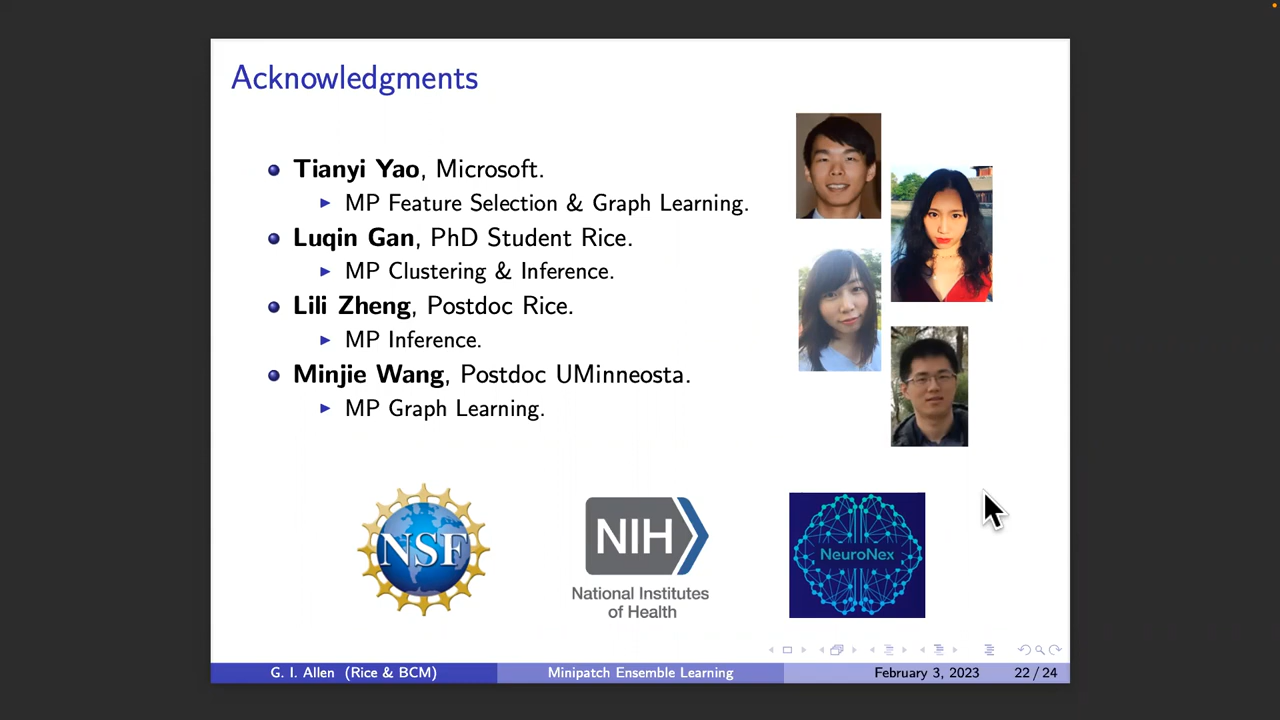 Acknowledgments
Tianyi Yao, Microsoft.
MP Feature Selection & Graph Learning.
Luqin Gan, PhD Student Rice.
MP Clustering & Inference.
Lili Zheng, Postdoc Rice.
MP Inference.
Minjie Wang, Postdoc UMinneosta.
MP Graph Learning.
NSF
NIH
National Institutes
of Health
NeuroNex
G. I. Allen (Rice & BCM)
Minipatch Ensemble Learning
February 3, 2023
22 / 24